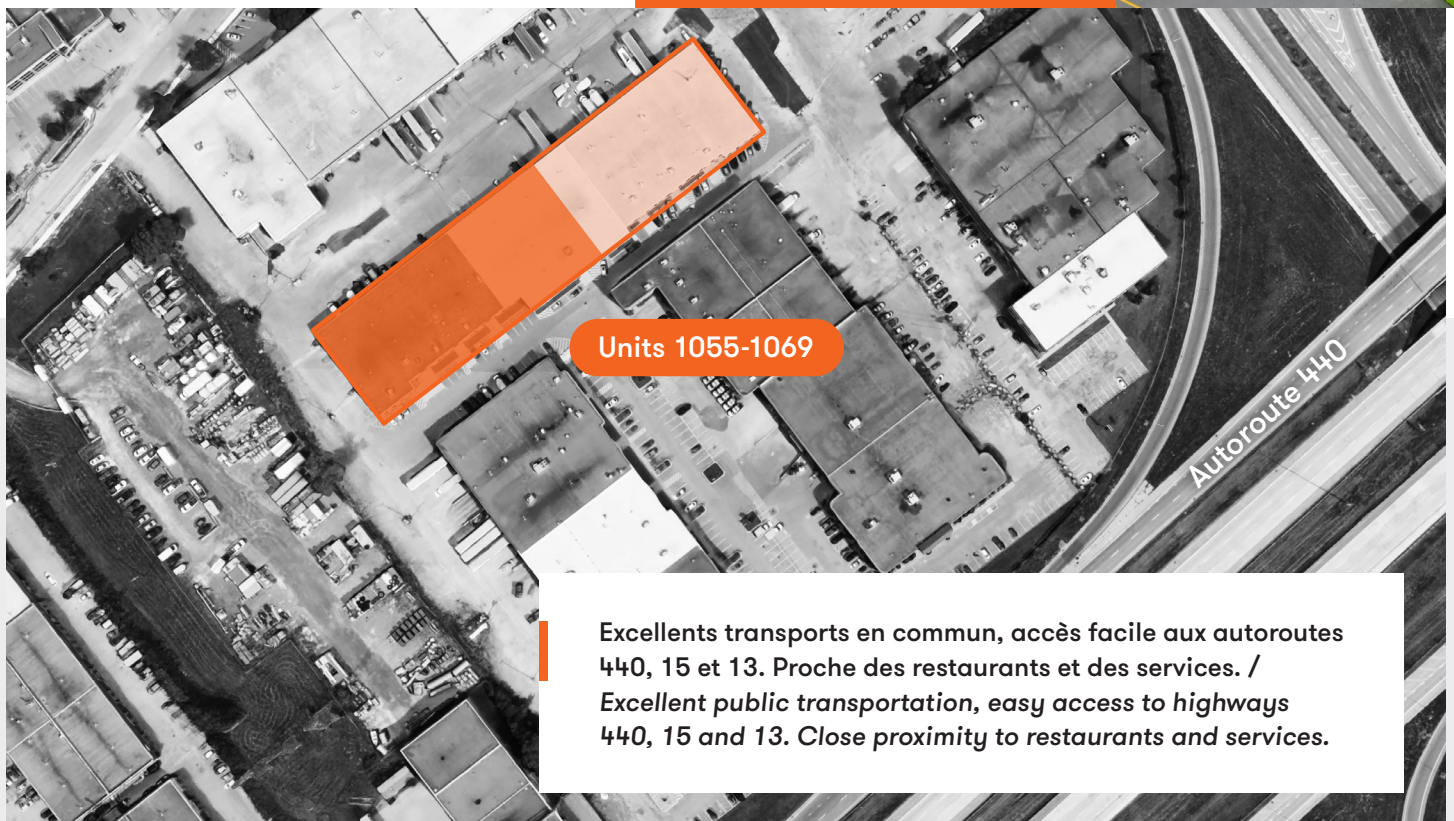 Units 1055-1069
Autoroute 440
Excellents transports en commun, accès facile aux autoroutes
440, 15 et 13. Proche des restaurants et des services. /
Excellent public transportation, easy access to highways
440, 15 and 13. Close proximity to restaurants and services.